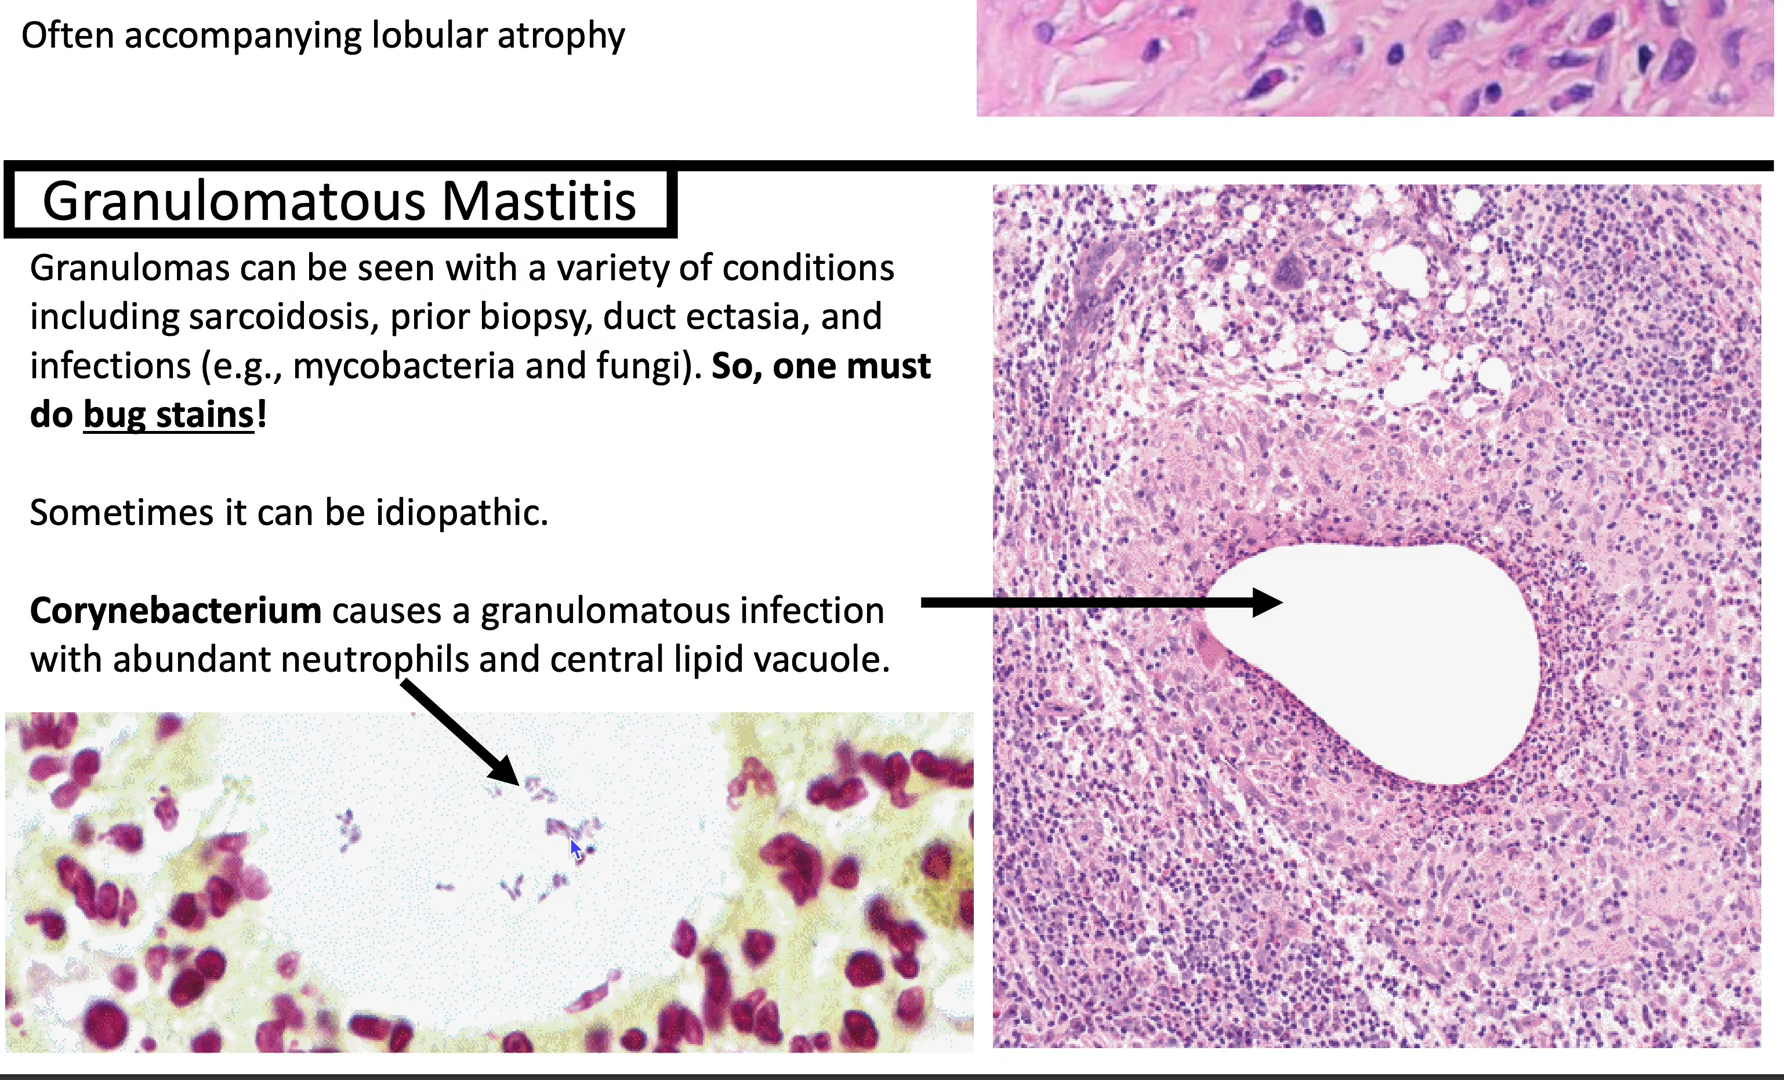 Often accompanying lobular atrophy
Granulomatous Mastitis
Granulomas can be seen with a variety of conditions
including sarcoidosis, prior biopsy, duct ectasia, and
infections (e.g., mycobacteria and fungi). So, one must
do bug stains!
Sometimes it can be idiopathic.
Corynebacterium causes a granulomatous infection
with abundant neutrophils and central lipid vacuole.